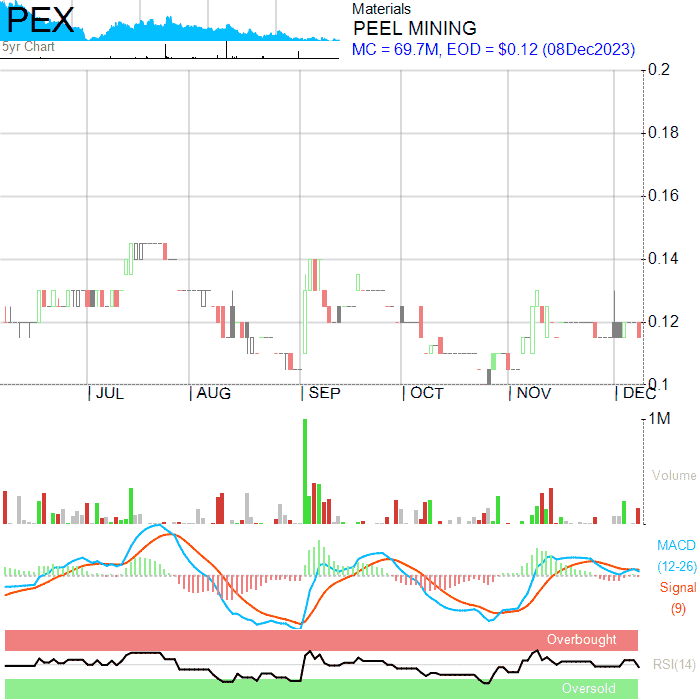 PEX
5yr Chart
Materials
PEEL MINING
MC = 69.7M, EOD = $0.12 (08Dec2023)
0.2
0.18
0.16
0.14
0.12
0.1
JUL AUG SEP OCT NOV DEC
1M
Volume
MACD
(12-26)
Signal
(9)
Overbought
RSI(14)
Oversold